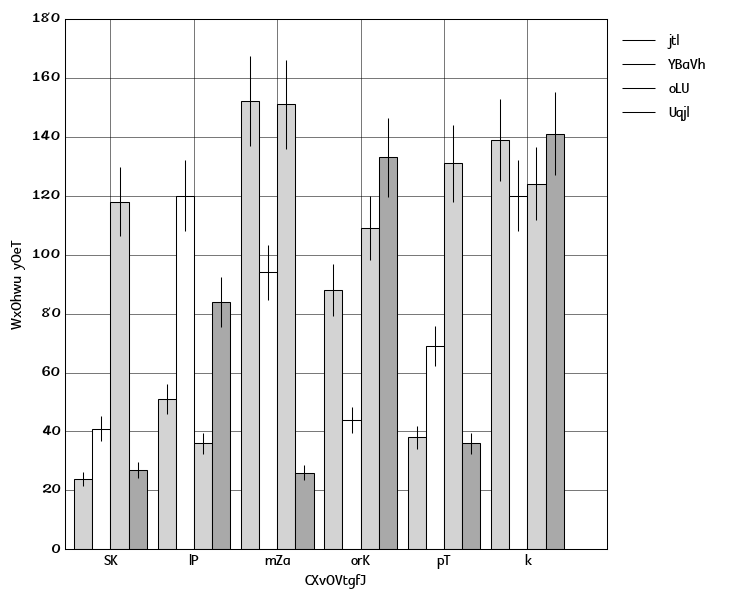 180
160
140
120
100
80
60
40
20
0
WxOhwu yOeT
SK
lP
mZa
orK
pT
k
CXvOVtgfJ
jtl
YBaVh
oLU
Uqjl